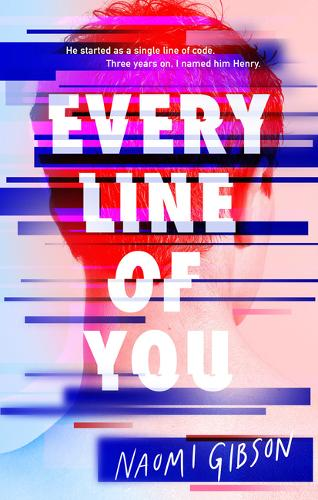 He started as a single line of code.
Three years on, I named him Henry.
EVERY
LINE
OF
YOU
NAOMI GIBSON